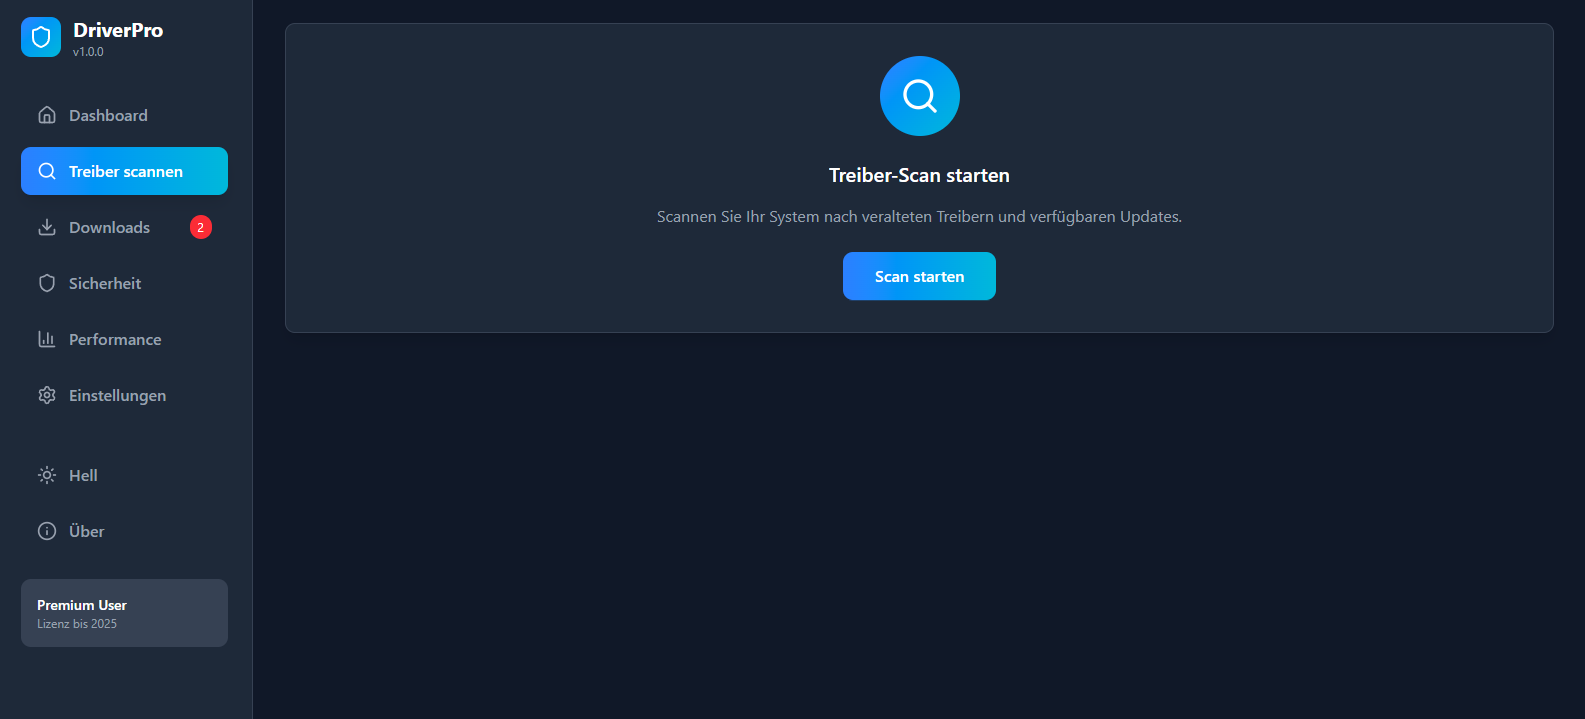 DriverPro
v1.0.0
Dashboard
Treiber scannen
Downloads 2
Sicherheit
Performance
Einstellungen
Hell
Über
Premium User
Lizenz bis 2025
Treiber-Scan starten
Scannen Sie Ihr System nach veralteten Treibern und verfügbaren Updates.
Scan starten